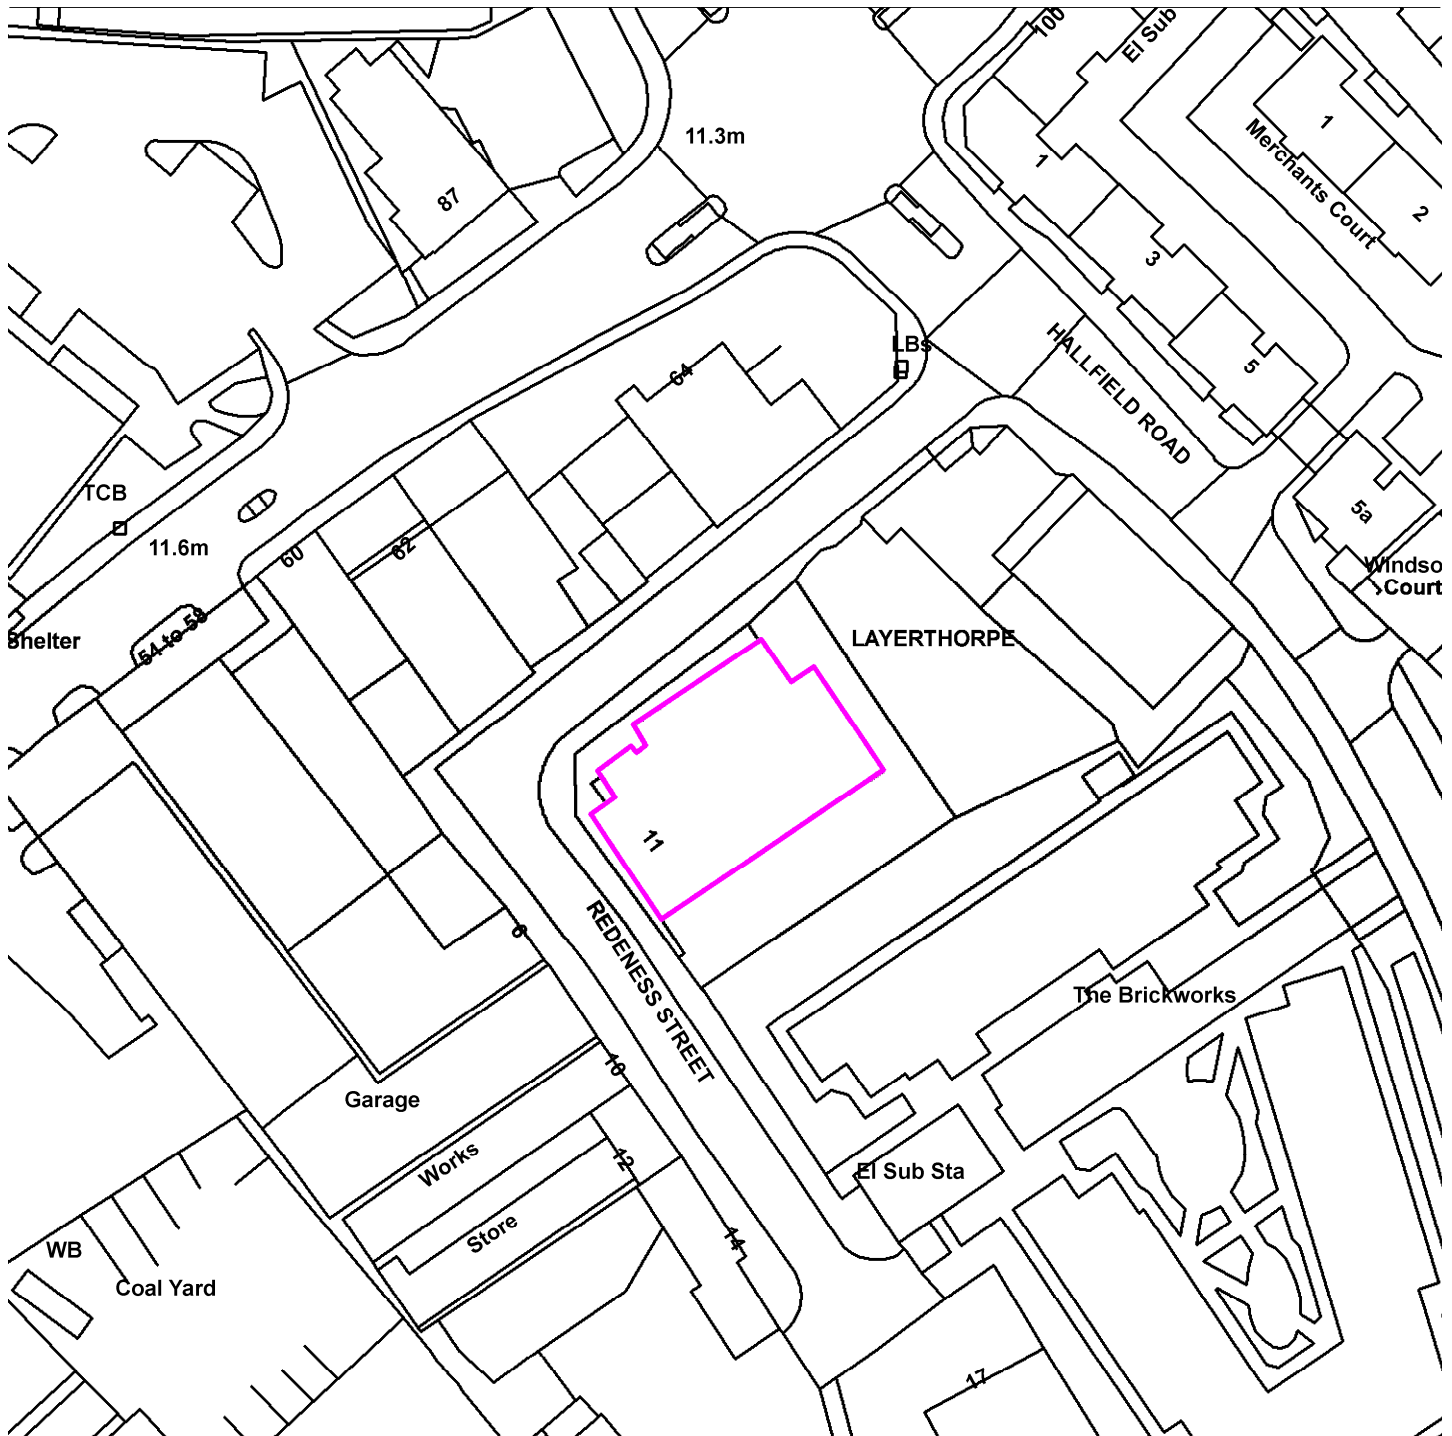 100
El Sub
11.3m
1
1
Merchants Court
87
2
3
HALLFIELD ROAD
LBs
64
5
TCB
5a
11.6m
60
62
Windso
Court
54 to 58
Shelter
LAYERTHORPE
11
8
REDENESS STREET
The Brickworks
10
Garage
Works
12
El Sub Sta
Store
14
WB
Coal Yard
17